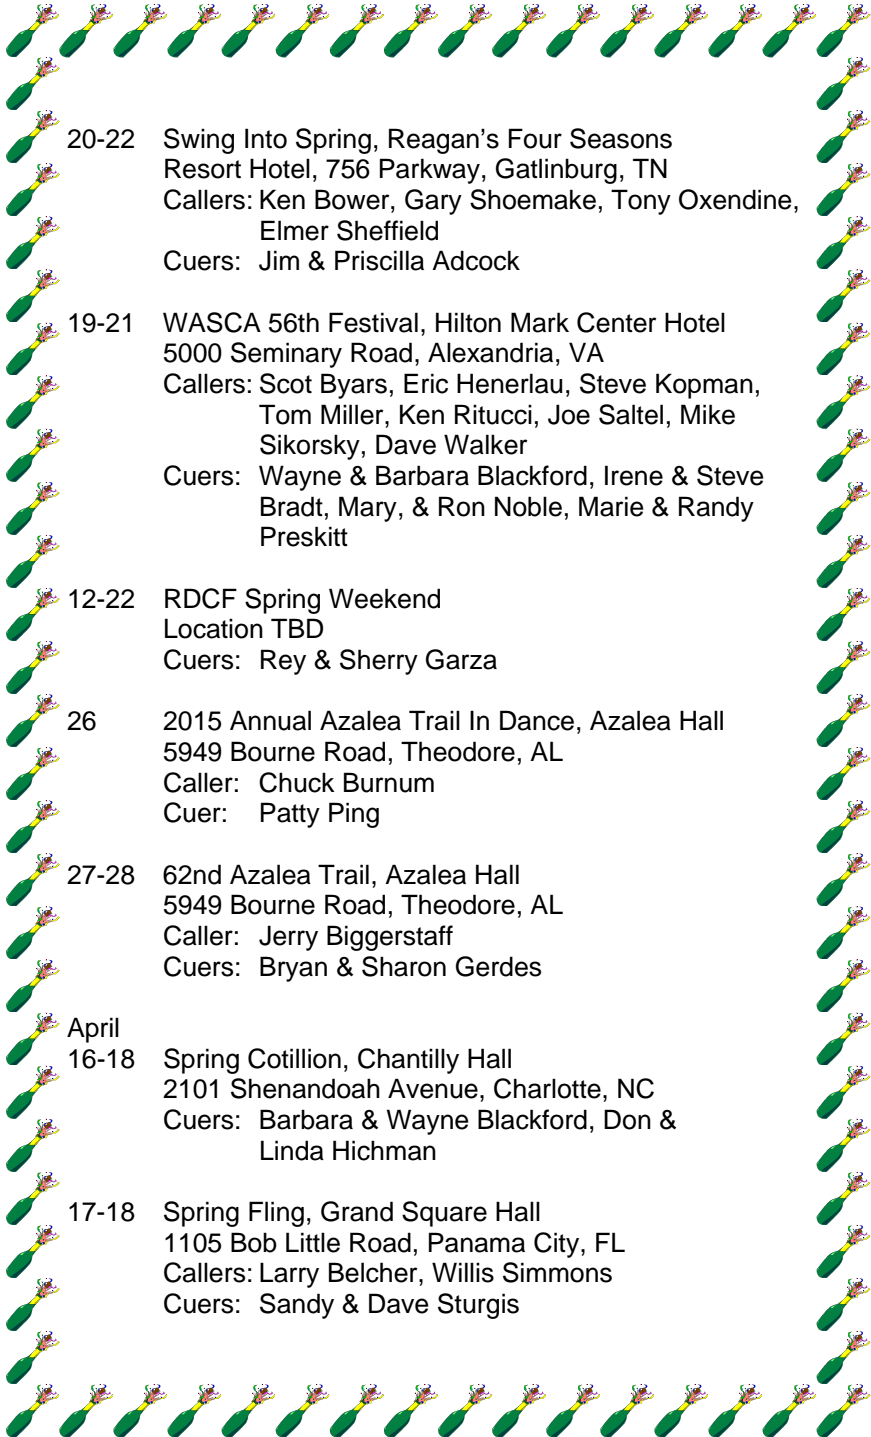 20-22 Swing Into Spring, Reagan's Four Seasons
Resort Hotel, 756 Parkway, Gatlinburg, TN
Callers: Ken Bower, Gary Shoemake, Tony Oxendine,
Elmer Sheffield
Cuers: Jim & Priscilla Adcock
19-21 WASCA 56th Festival, Hilton Mark Center Hotel
5000 Seminary Road, Alexandria, VA
Callers: Scot Byars, Eric Henerlau, Steve Kopman,
Tom Miller, Ken Ritucci, Joe Saltel, Mike
Sikorsky, Dave Walker
Cuers: Wayne & Barbara Blackford, Irene & Steve
Bradt, Mary, & Ron Noble, Marie & Randy
Preskitt
12-22 RDCF Spring Weekend
Location TBD
Cuers: Rey & Sherry Garza
26 2015 Annual Azalea Trail In Dance, Azalea Hall
5949 Bourne Road, Theodore, AL
Caller: Chuck Burnum
Cuer: Patty Ping
27-28 62nd Azalea Trail, Azalea Hall
5949 Bourne Road, Theodore, AL
Caller: Jerry Biggerstaff
Cuers: Bryan & Sharon Gerdes
April
16-18 Spring Cotillion, Chantilly Hall
2101 Shenandoah Avenue, Charlotte, NC
Cuers: Barbara & Wayne Blackford, Don &
Linda Hichman
17-18 Spring Fling, Grand Square Hall
1105 Bob Little Road, Panama City, FL
Callers: Larry Belcher, Willis Simmons
Cuers: Sandy & Dave Sturgis